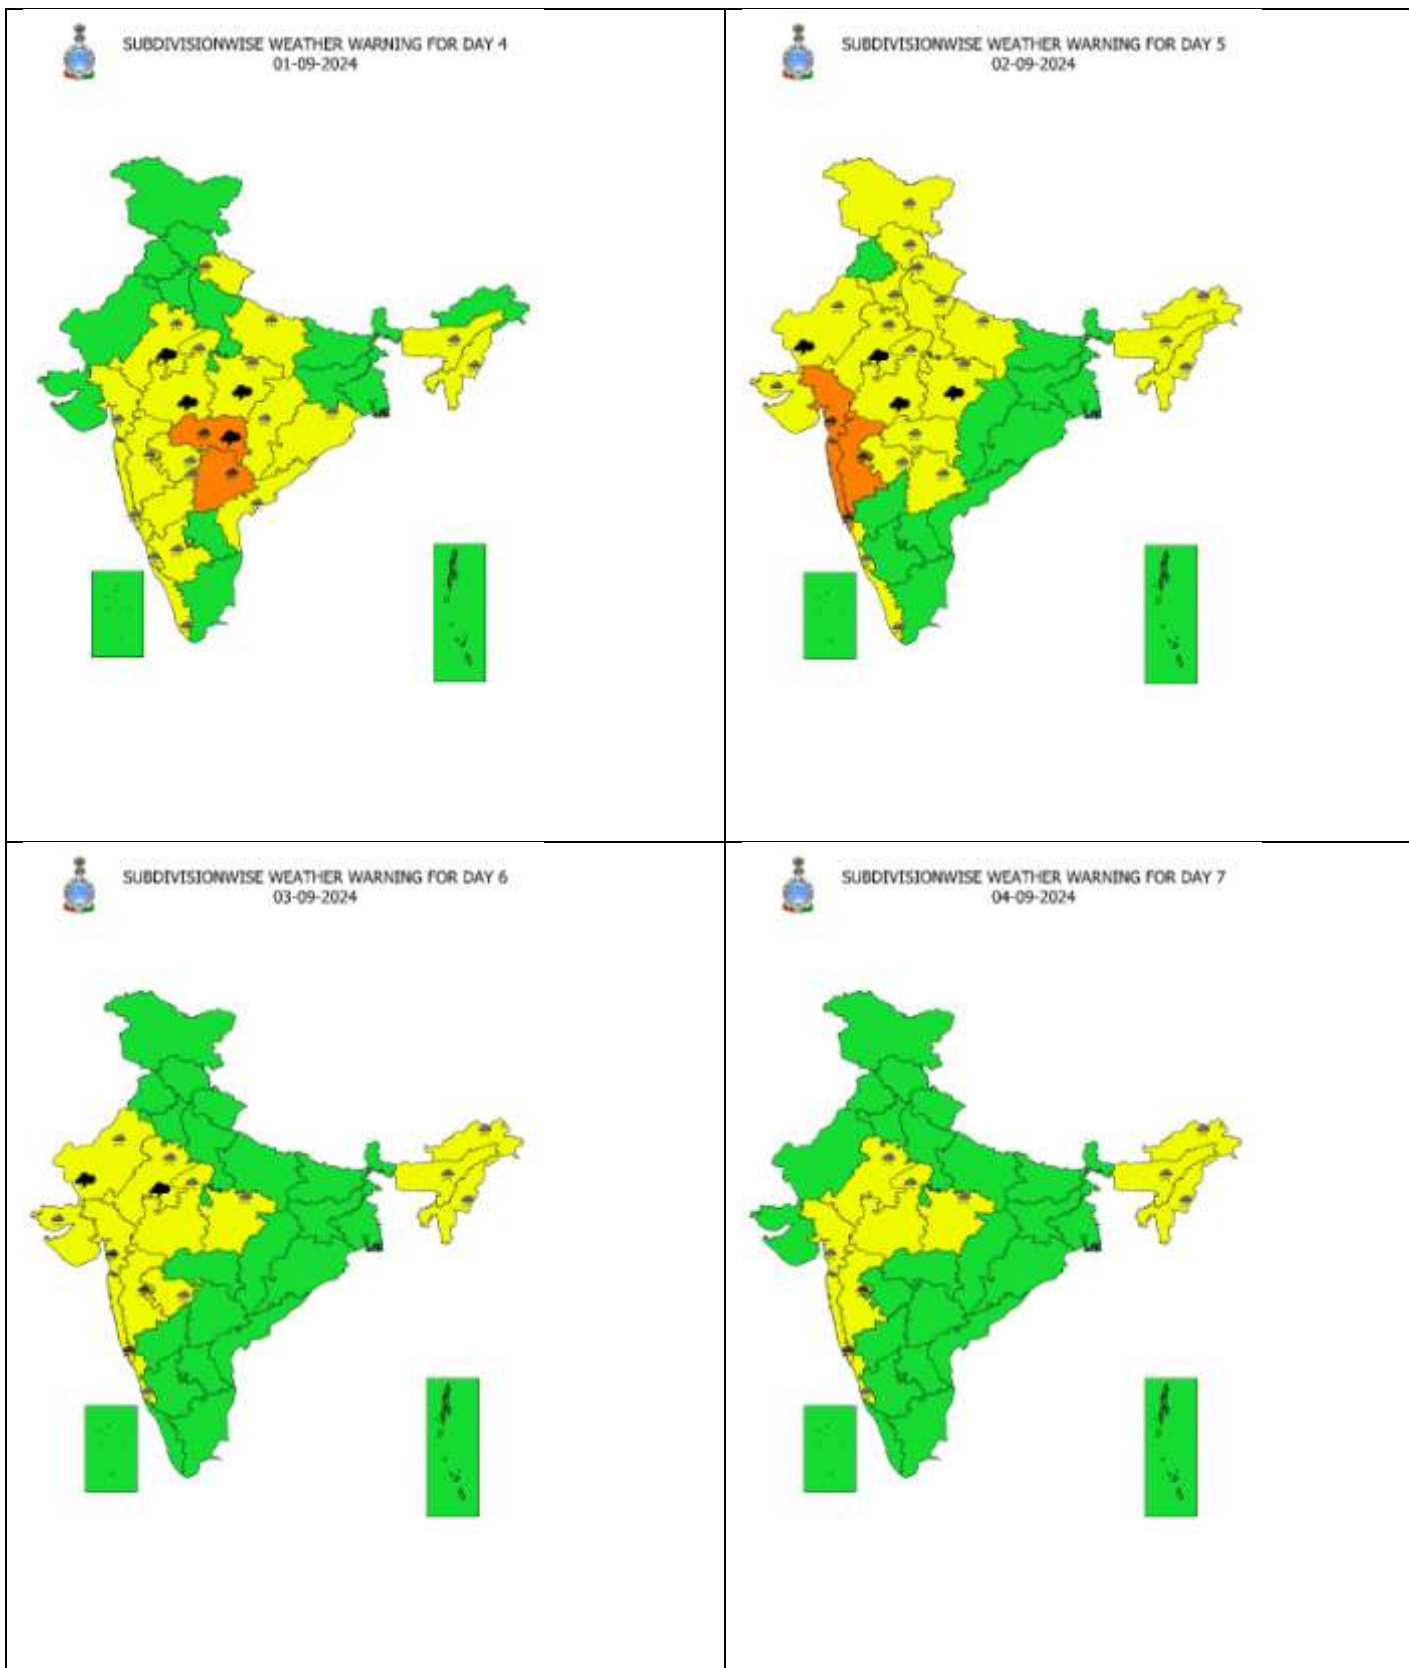 SUBDIVISIONWISE WEATHER WARNING FOR DAY 4
01-09-2024
SUBDIVISIONWISE WEATHER WARNING FOR DAY 5
02-09-2024
SUBDIVISIONWISE WEATHER WARNING FOR DAY 6
03-09-2024
SUBDIVISIONWISE WEATHER WARNING FOR DAY 7
04-09-2024